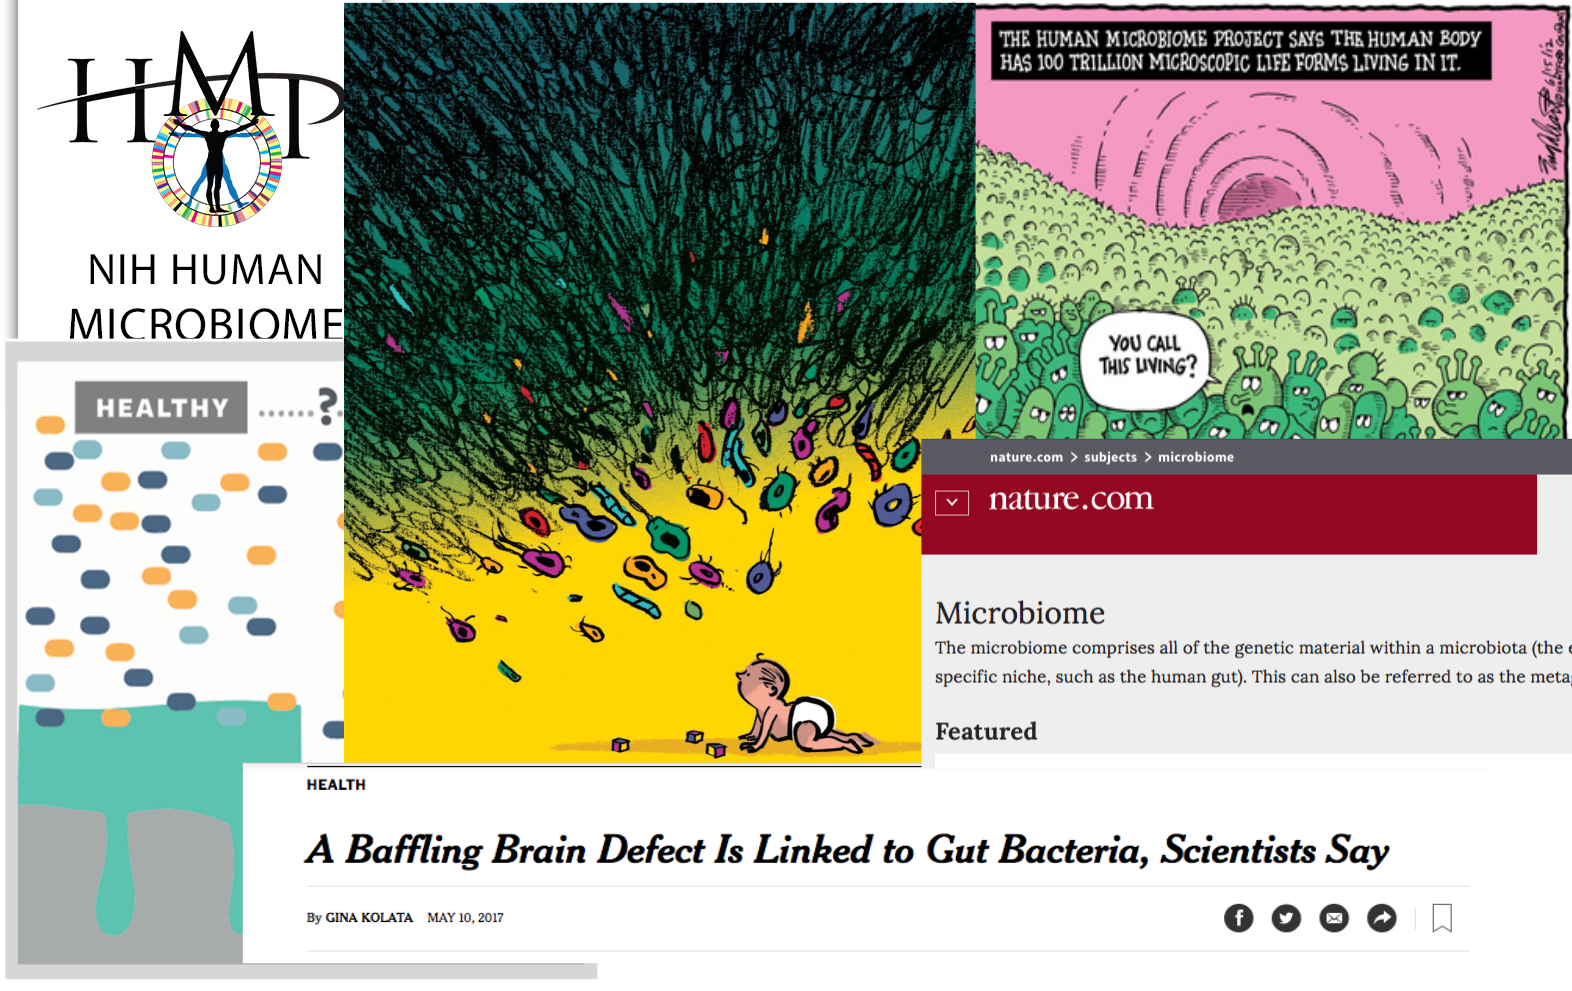 HMP
NIH HUMAN
MICROBIOME
THE HUMAN MICROBIOME PROJECT SAYS THE HUMAN BODY
HAS 100 TRILLION MICROSCOPIC LIFE FORMS LIVING IN IT.
6/15/12
YOU CALL
THIS LIVING?
HEALTHY ......?
nature.com > subjects > microbiome
nature.com
Microbiome
The microbiome comprises all of the genetic material within a microbiota (the
specific niche, such as the human gut). This can also be referred to as the
Featured
HEALTH
A Baffling Brain Defect Is Linked to Gut Bacteria, Scientists Say
By GINA KOLATA MAY 10, 2017